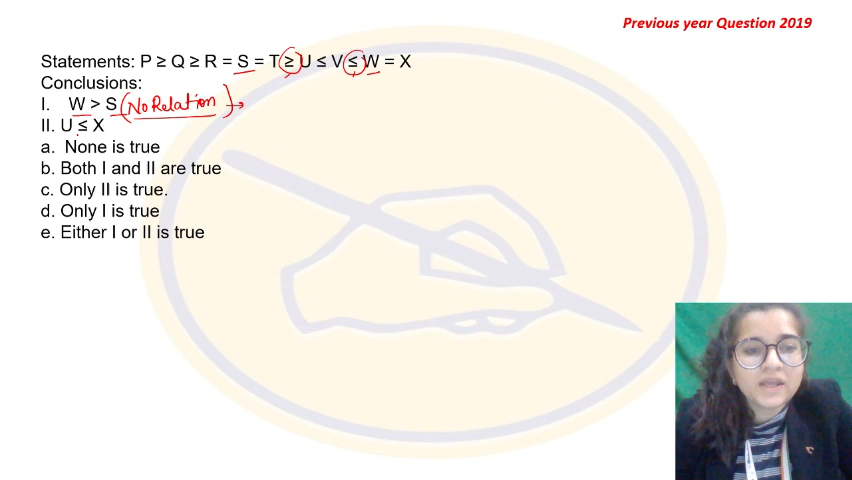 Previous year Question 2019
Statements: P ≥ Q ≥ R = S = T ≥ U ≤ V ≤ W = X
Conclusions:
I. W > S (No Relation)
II. U ≤ X
a. None is true
b. Both I and II are true
c. Only II is true.
d. Only I is true
e. Either I or II is true